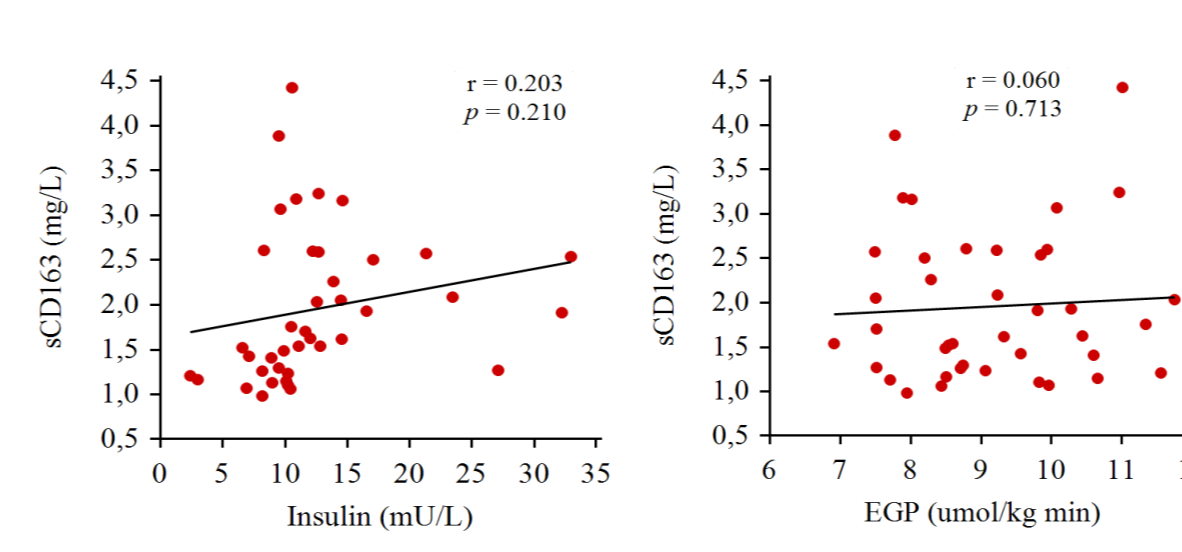 r = 0.203
p = 0.210
sCD163 (mg/L)
4,5
4,0
3,5
3,0
2,5
2,0
1,5
1,0
0,5
0 5 10 15 20 25 30 35
Insulin (mU/L)
r = 0.060
p = 0.713
sCD163 (mg/L)
4,5
4,0
3,5
3,0
2,5
2,0
1,5
1,0
0,5
6 7 8 9 10 11
EGP (umol/kg min)